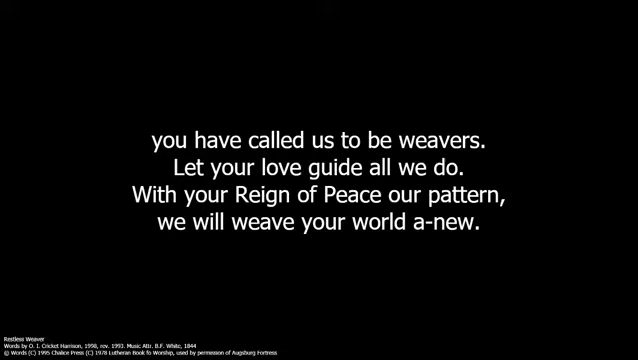 you have called us to be weavers.
Let your love guide all we do.
With your Reign of Peace our pattern,
we will weave your world a-new.
Restless Weaver
Words by O. I. Cricket Harrison, 1998, rev. 1993. Music Attr. B.F. White, 1844
© Words (C) 1995 Chalice Press (C) 1978 Lutheran Book fo Worship, used by permission of Augsburg Fortress